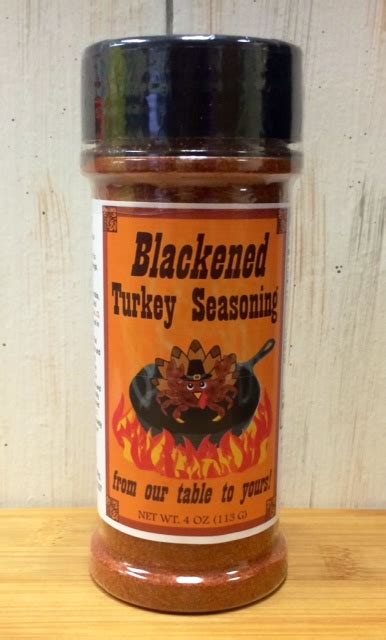 Blackened
Turkey Seasoning
from our table to yours!
NET WT. 4 OZ (113 G)